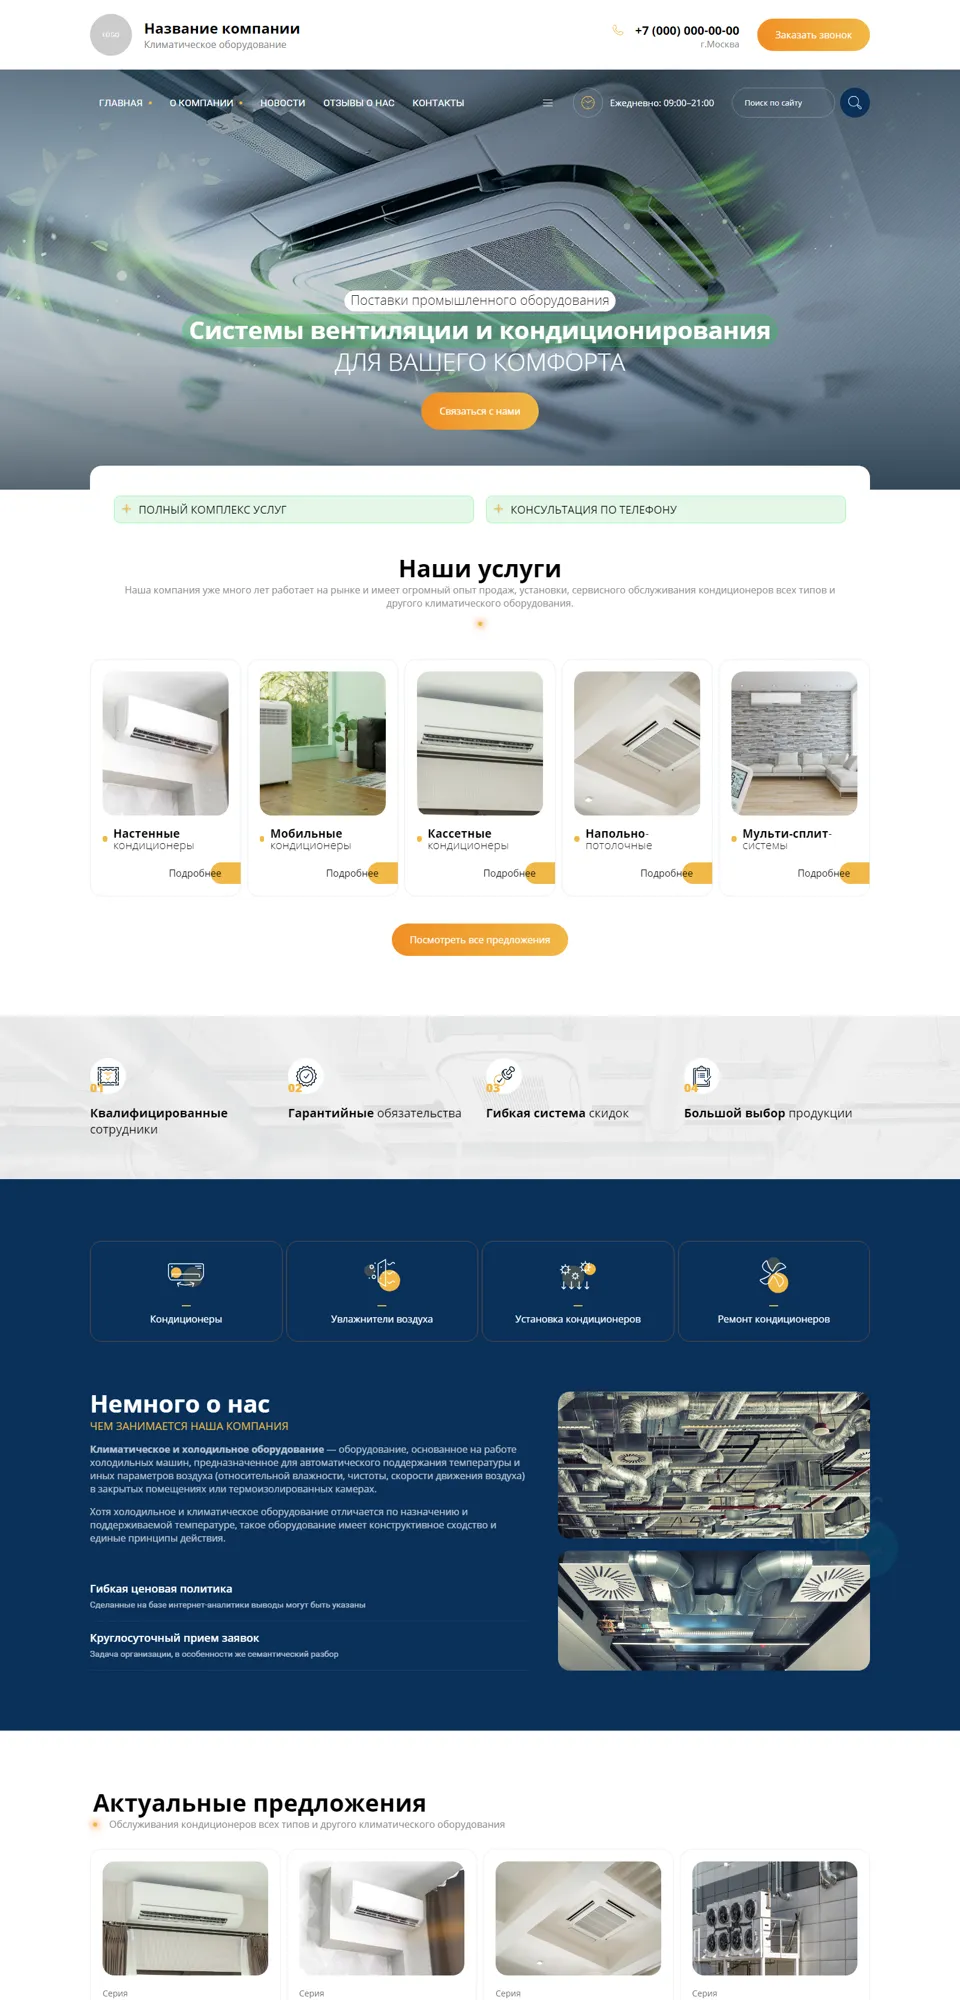 LOGO
Название компании
Климатическое оборудование
+7 (000) 000-00-00
г.Москва
Заказать звонок
ГЛАВНАЯ
О КОМПАНИИ
НОВОСТИ
ОТЗЫВЫ О НАС
КОНТАКТЫ
Ежедневно: 09:00–21:00
Поиск по сайту
Поставки промышленного оборудования
Системы вентиляции и кондиционирования
ДЛЯ ВАШЕГО КОМФОРТА
Связаться с нами
ПОЛНЫЙ КОМПЛЕКС УСЛУГ
КОНСУЛЬТАЦИЯ ПО ТЕЛЕФОНУ
Наши услуги
Наша компания уже много лет работает на рынке и имеет огромный опыт продаж, установки, сервисного обслуживания кондиционеров всех типов и
другого климатического оборудования.
Настенные
кондиционеры
Подробнее
Мобильные
кондиционеры
Подробнее
Кассетные
кондиционеры
Подробнее
Напольно-
потолочные
Подробнее
Мульти-сплит-
системы
Подробнее
Посмотреть все предложения
01
Квалифицированные
сотрудники
02
Гарантийные обязательства
03
Гибкая система скидок
04
Большой выбор продукции
Кондиционеры
Увлажнители воздуха
Установка кондиционеров
Ремонт кондиционеров
Немного о нас
ЧЕМ ЗАНИМАЕТСЯ НАША КОМПАНИЯ
Климатическое и холодильное оборудование — оборудование, основанное на работе
холодильных машин, предназначенное для автоматического поддержания температуры и
иных параметров воздуха (относительной влажности, чистоты, скорости движения воздуха)
в закрытых помещениях или термоизолированных камерах.
Хотя холодильное и климатическое оборудование отличается по назначению и
поддерживаемой температуре, такое оборудование имеет конструктивное сходство и
единые принципы действия.
Гибкая ценовая политика
Сделанные на базе интернет-аналитики выводы могут быть указаны
Круглосуточный прием заявок
Задача организации, в особенности же семантический разбор
Актуальные предложения
Обслуживания кондиционеров всех типов и другого климатического оборудования
Серия
Серия
Серия
Серия